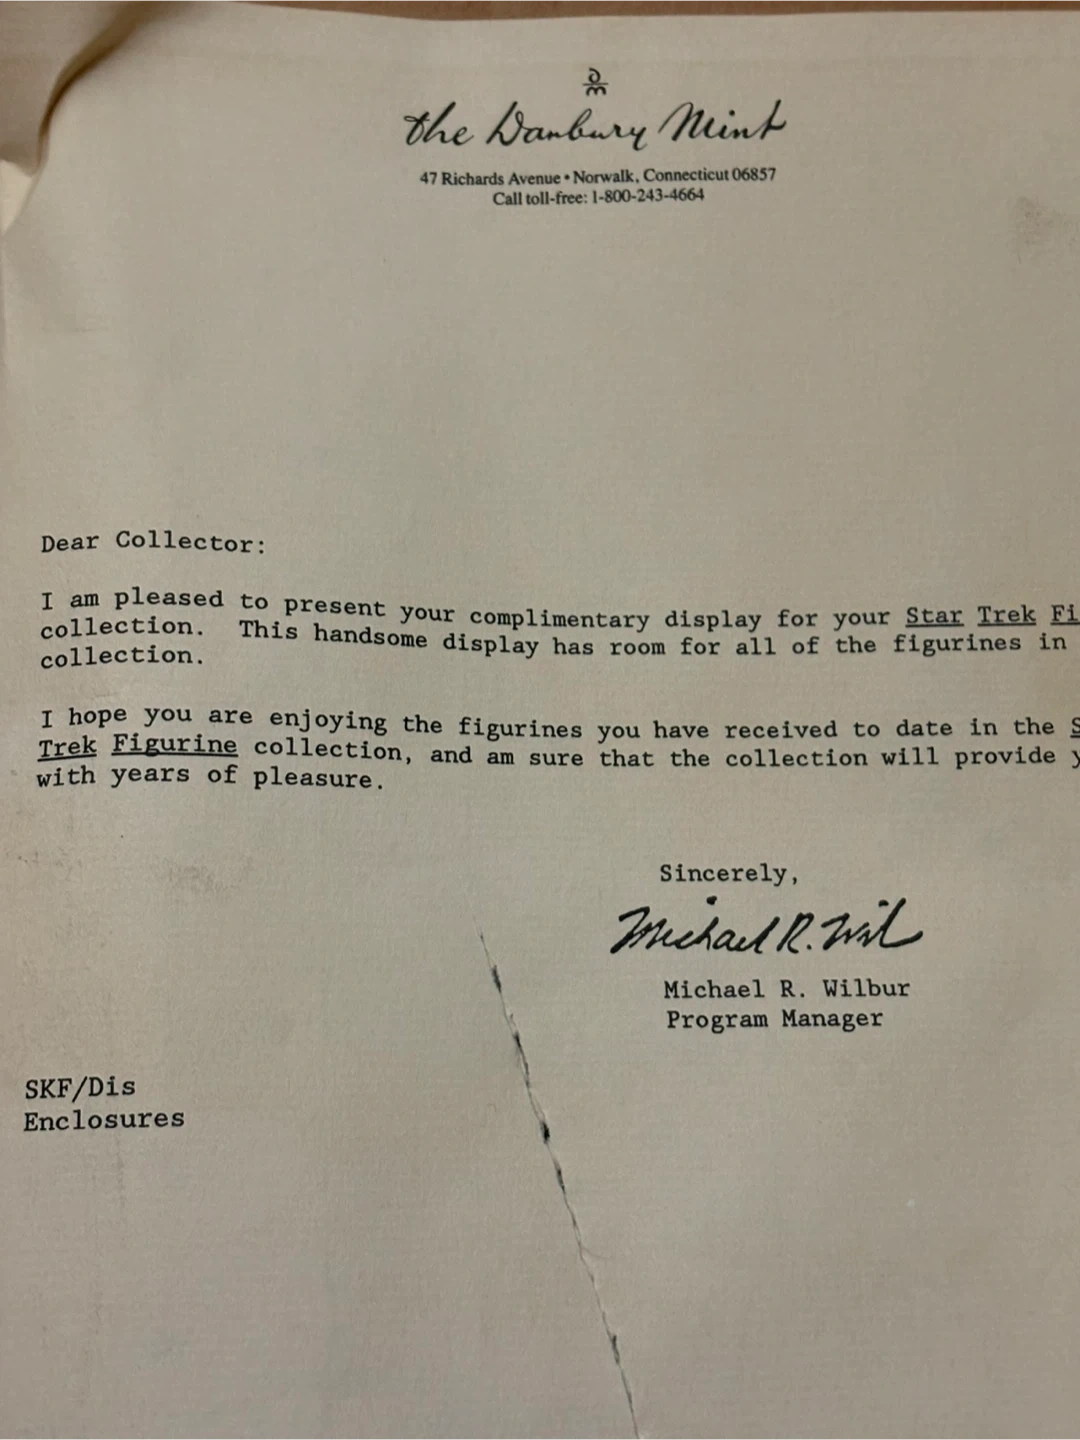 the Danbury Mint
47 Richards Avenue • Norwalk, Connecticut 06857
Call toll-free: 1-800-243-4664
Dear Collector:
I am pleased to present your complimentary display for your Star Trek Fi
collection. This handsome display has room for all of the figurines in
collection.
I hope you are enjoying the figurines you have received to date in the S
Trek Figurine collection, and am sure that the collection will provide y
with years of pleasure.
Sincerely,
Michael R. Wil
Michael R. Wilbur
Program Manager
SKF/Dis
Enclosures